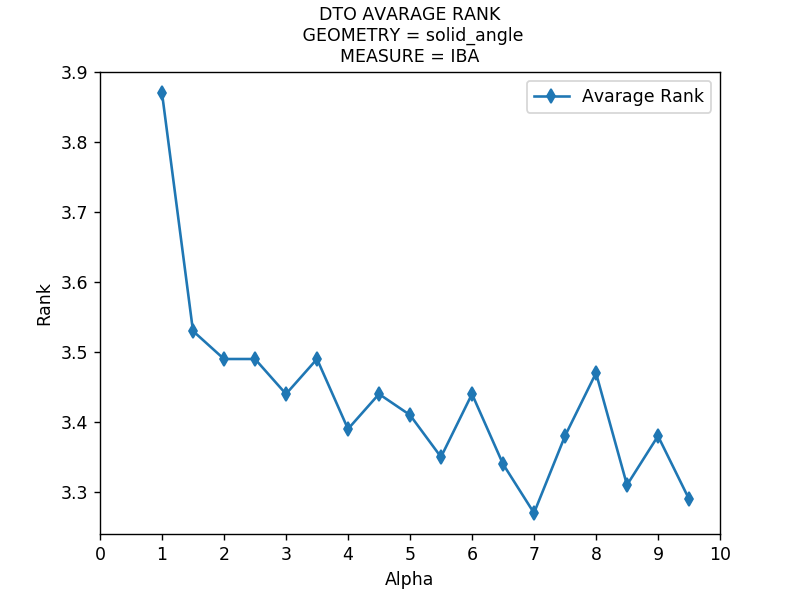 DTO AVARAGE RANK
GEOMETRY = solid_angle
MEASURE = IBA
Avarage Rank
3.9
3.8
3.7
3.6
3.5
3.4
3.3
Rank
0 1 2 3 4 5 6 7 8 9 10
Alpha